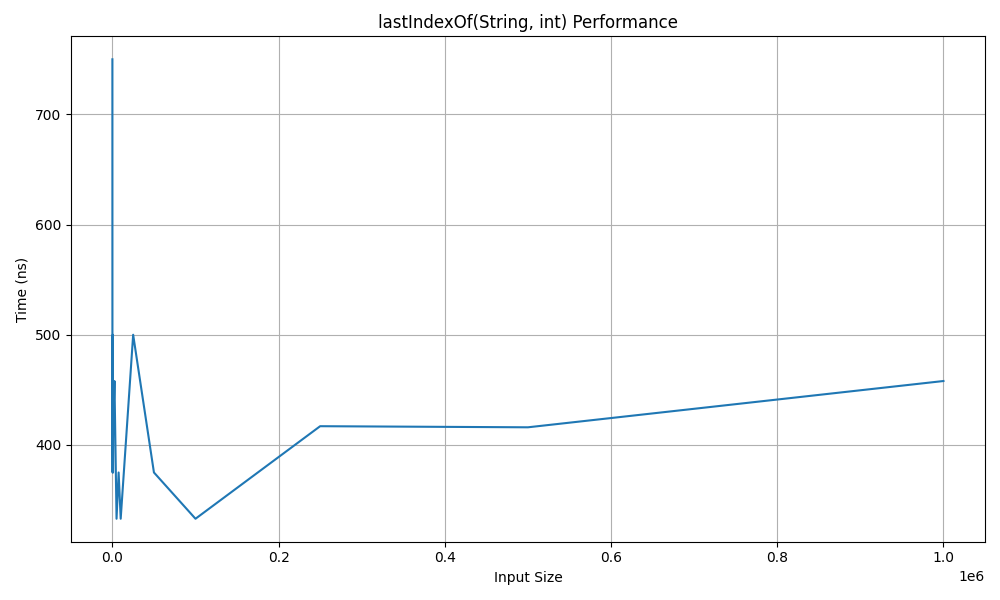 lastIndexOf(String, int) Performance
Time (ns)
700
600
500
400
0.0 0.2 0.4 0.6 0.8 1.0
1e6
Input Size